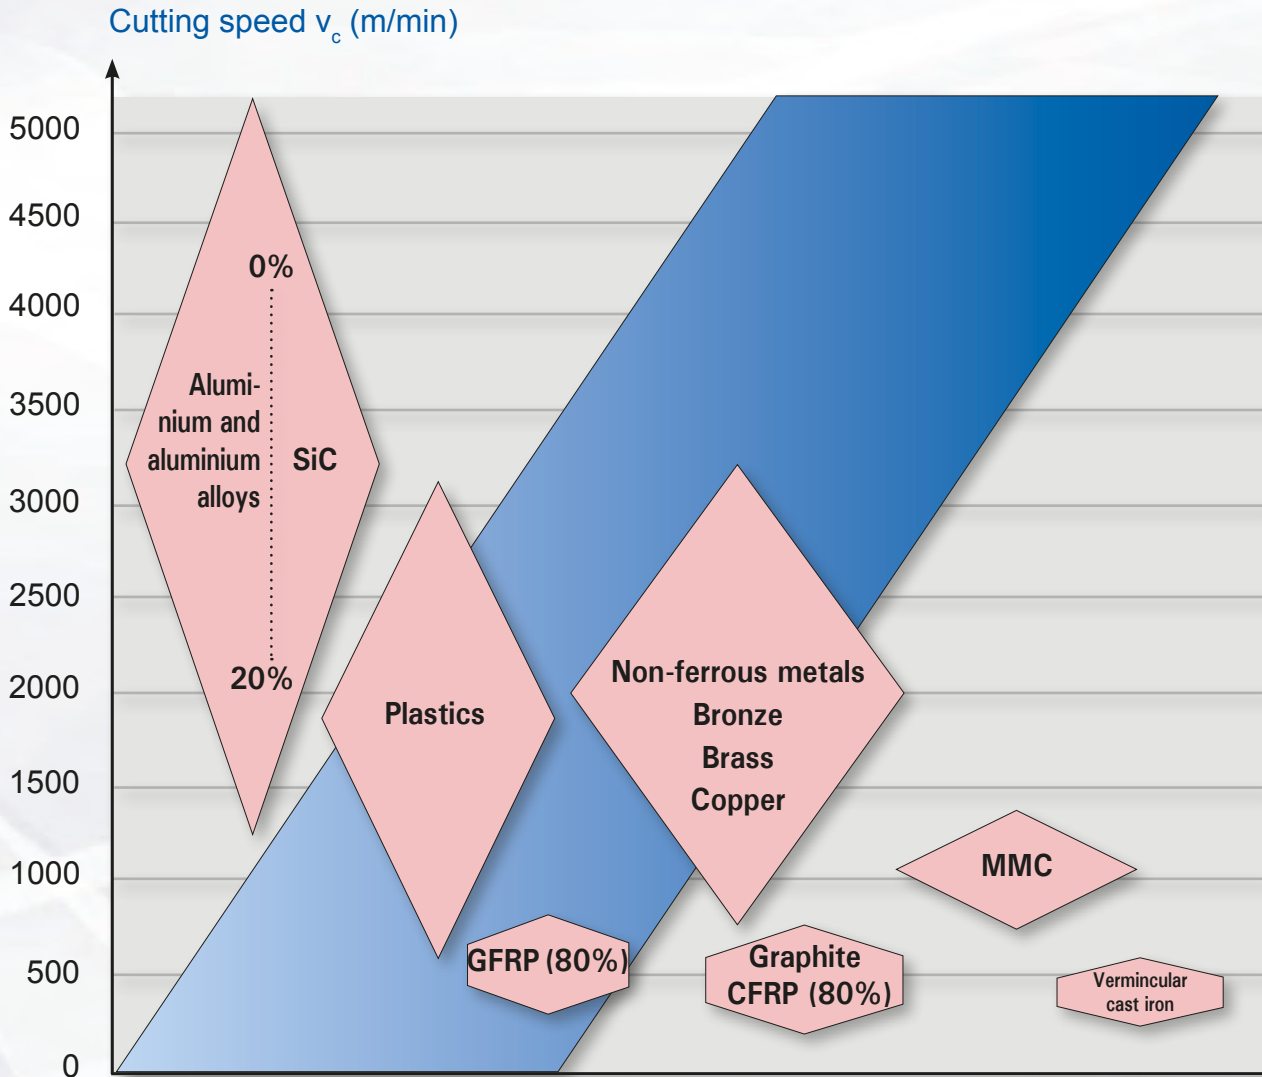 Cutting speed vc (m/min)
5000
4500
4000
3500
3000
2500
2000
1500
1000
500
0
0%
Alumi-
nium and
aluminium
alloys
SiC
20%
Plastics
Non-ferrous metals
Bronze
Brass
Copper
MMC
GFRP (80%)
Graphite
CFRP (80%)
Vermincular
cast iron